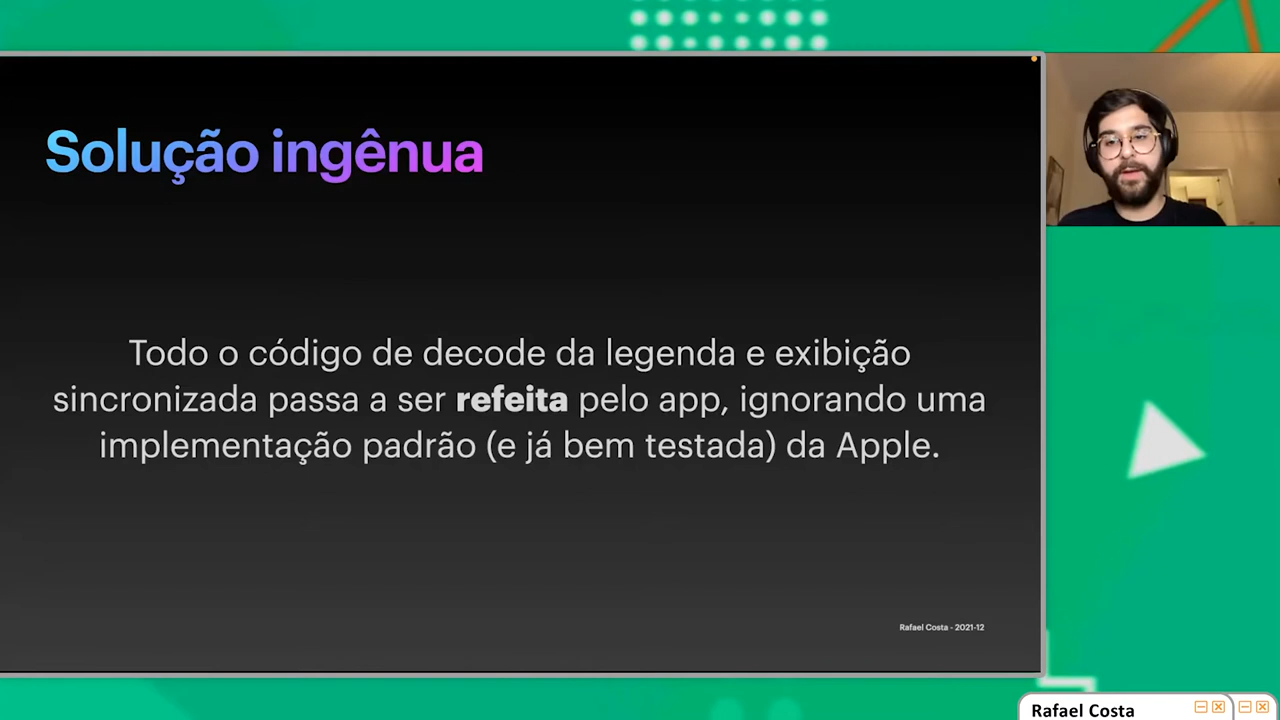 Solução ingênua
Todo o código de decode da legenda e exibição
sincronizada passa a ser refeita pelo app, ignorando uma
implementação padrão (e já bem testada) da Apple.
Rafael Costa - 2021-12
Rafael Costa